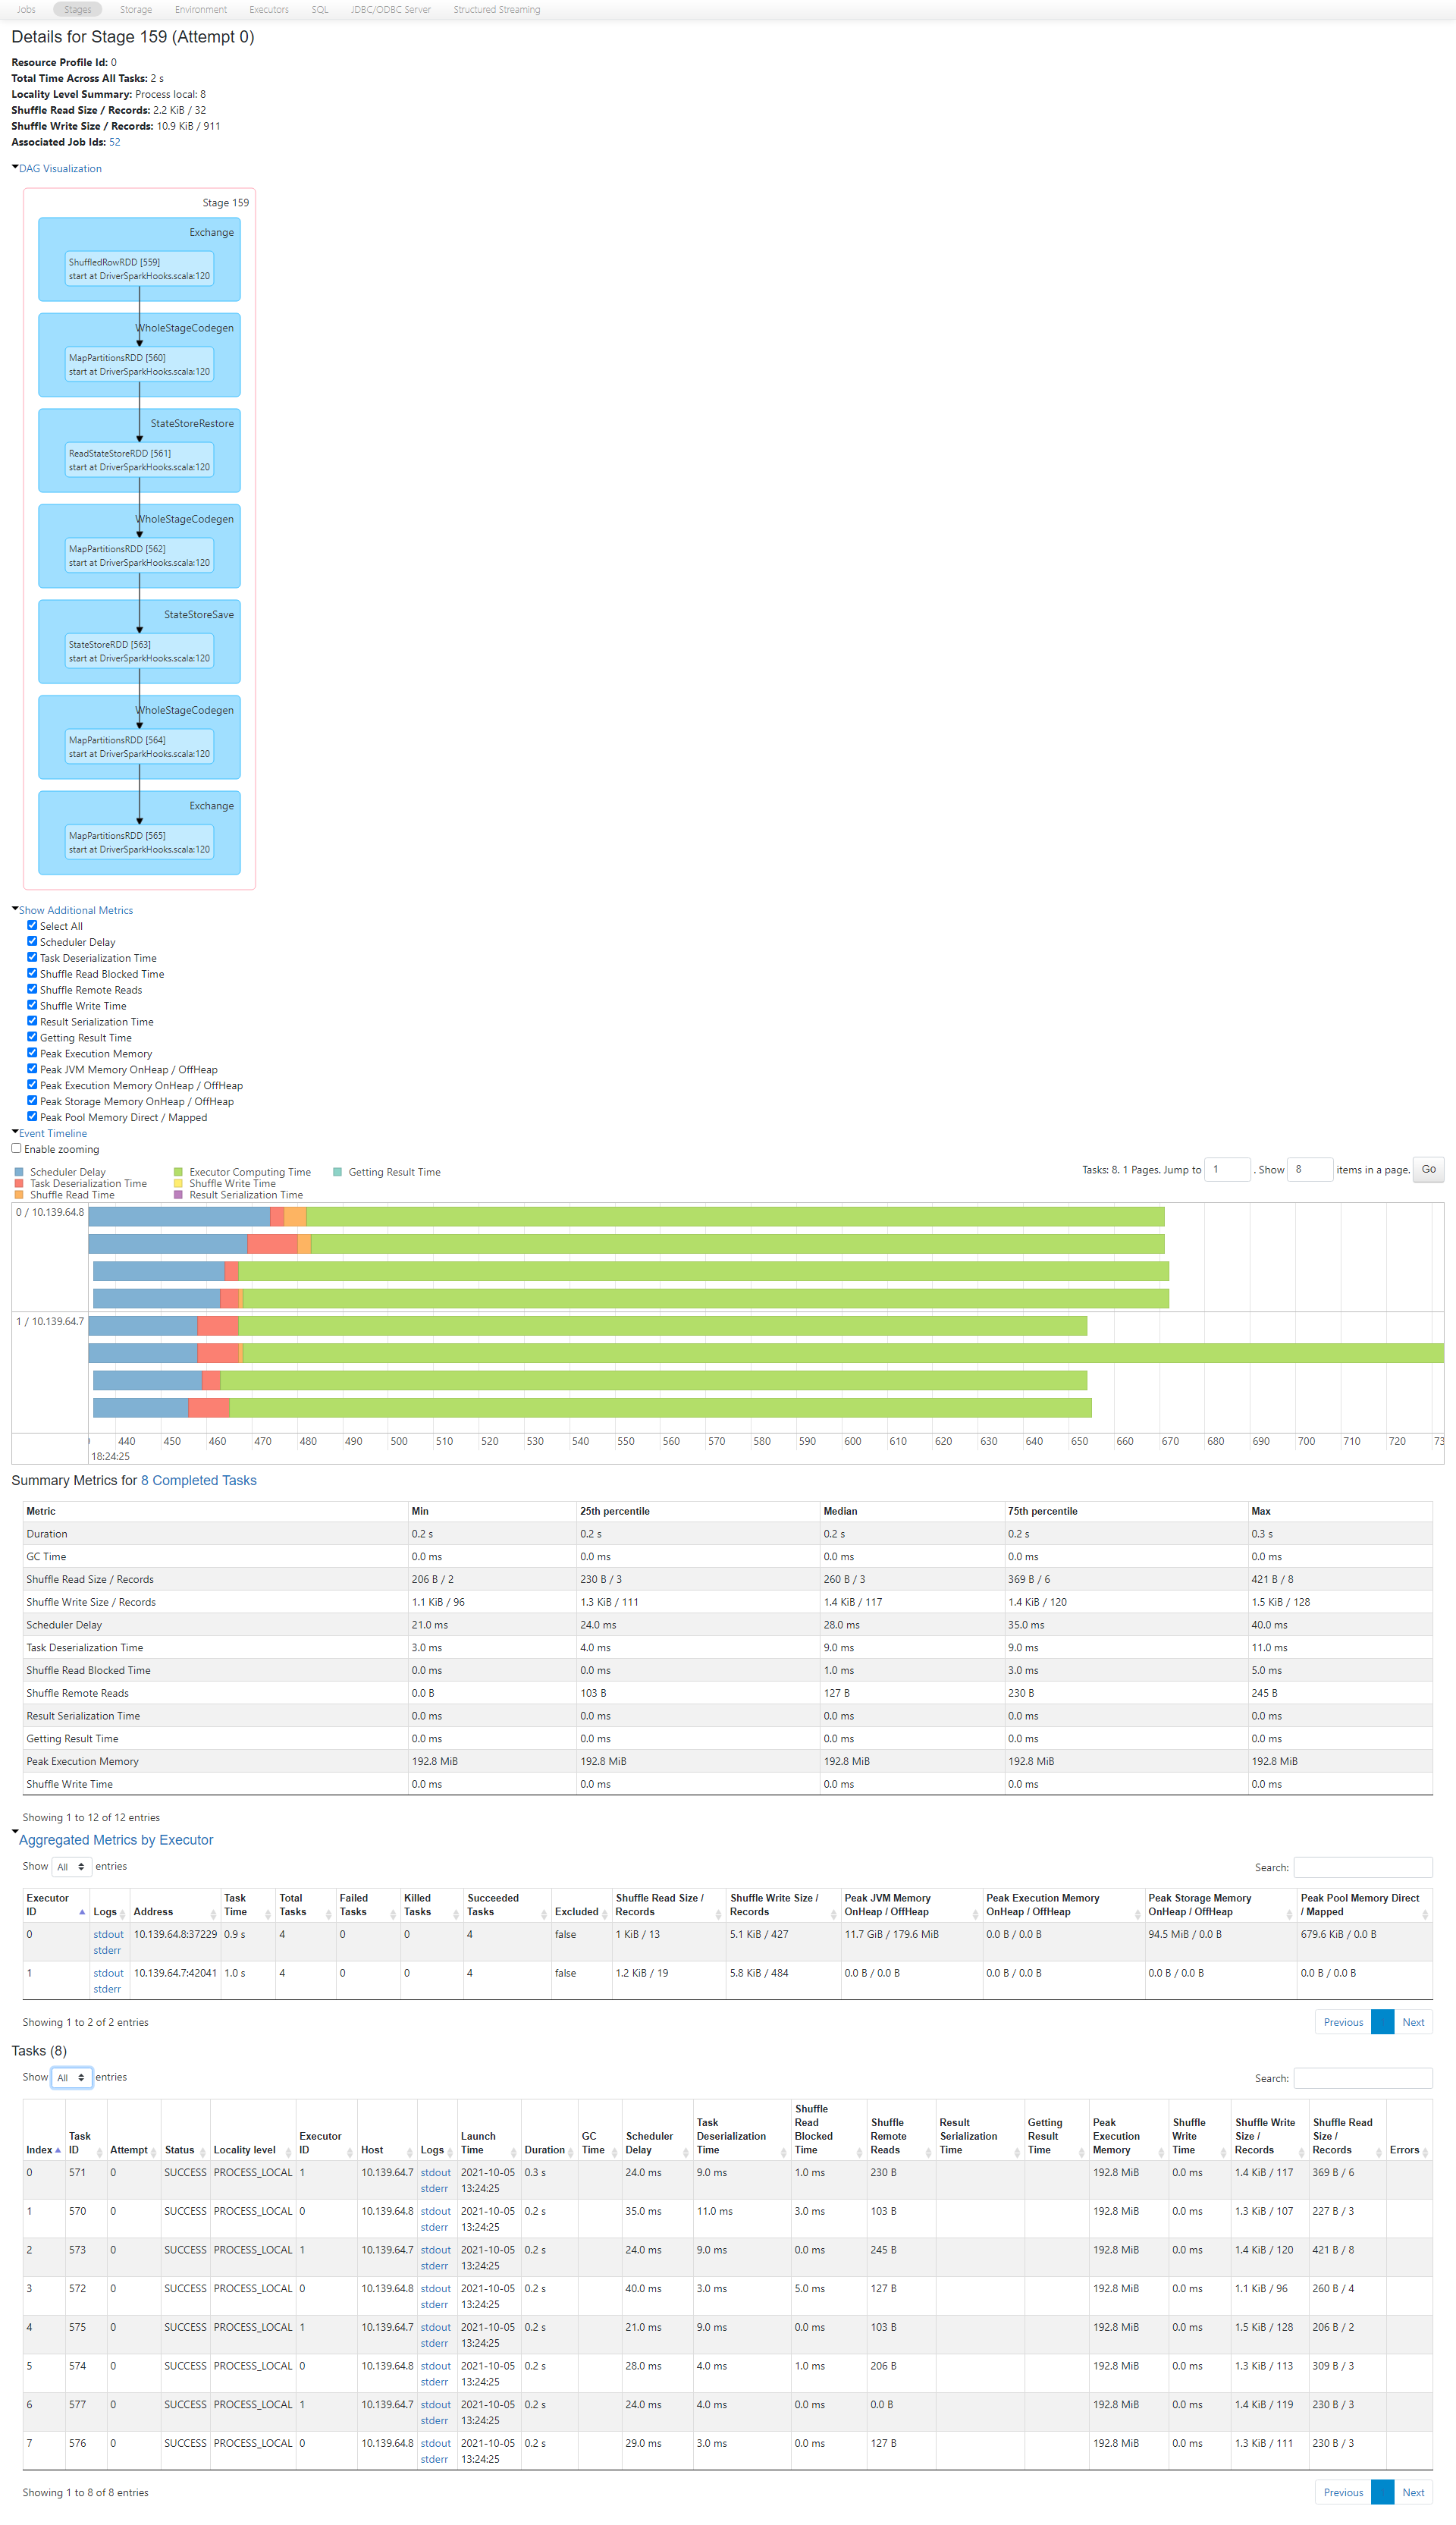 Jobs Stages Storage Environment Executors SQL JDBC/ODBC Server Structured Streaming
Details for Stage 159 (Attempt 0)
Resource Profile Id: 0
Total Time Across All Tasks: 2 s
Locality Level Summary: Process local: 8
Shuffle Read Size / Records: 2.2 KiB / 32
Shuffle Write Size / Records: 10.9 KiB / 911
Associated Job Ids: 52
DAG Visualization
Stage 159
Exchange
ShuffledRowRDD [559]
start at DriverSparkHooks.scala:120
WholeStageCodegen
MapPartitionsRDD [560]
start at DriverSparkHooks.scala:120
StateStoreRestore
ReadStateStoreRDD [561]
start at DriverSparkHooks.scala:120
WholeStageCodegen
MapPartitionsRDD [562]
start at DriverSparkHooks.scala:120
StateStoreSave
StateStoreRDD [563]
start at DriverSparkHooks.scala:120
WholeStageCodegen
MapPartitionsRDD [564]
start at DriverSparkHooks.scala:120
Exchange
MapPartitionsRDD [565]
start at DriverSparkHooks.scala:120
Show Additional Metrics
Select All
Scheduler Delay
Task Deserialization Time
Shuffle Read Blocked Time
Shuffle Remote Reads
Shuffle Write Time
Result Serialization Time
Getting Result Time
Peak Execution Memory
Peak JVM Memory OnHeap / OffHeap
Peak Execution Memory OnHeap / OffHeap
Peak Storage Memory OnHeap / OffHeap
Peak Pool Memory Direct / Mapped
Event Timeline
Enable zooming
Scheduler Delay Executor Computing Time Getting Result Time
Task Deserialization Time Shuffle Write Time
Shuffle Read Time Result Serialization Time
Tasks: 8. 1 Pages. Jump to 1 . Show 8 items in a page. Go
0 / 10.139.64.8
1 / 10.139.64.7
440 450 460 470 480 490 500 510 520 530 540 550 560 570 580 590 600 610 620 630 640 650 660 670 680 690 700 710 720 73
18:24:25
Summary Metrics for 8 Completed Tasks
Metric Min 25th percentile Median 75th percentile Max
Duration 0.2 s 0.2 s 0.2 s 0.2 s 0.3 s
GC Time 0.0 ms 0.0 ms 0.0 ms 0.0 ms 0.0 ms
Shuffle Read Size / Records 206 B / 2 230 B / 3 260 B / 3 369 B / 6 421 B / 8
Shuffle Write Size / Records 1.1 KiB / 96 1.3 KiB / 111 1.4 KiB / 117 1.4 KiB / 120 1.5 KiB / 128
Scheduler Delay 21.0 ms 24.0 ms 28.0 ms 35.0 ms 40.0 ms
Task Deserialization Time 3.0 ms 4.0 ms 9.0 ms 9.0 ms 11.0 ms
Shuffle Read Blocked Time 0.0 ms 0.0 ms 1.0 ms 3.0 ms 5.0 ms
Shuffle Remote Reads 0.0 B 103 B 127 B 230 B 245 B
Result Serialization Time 0.0 ms 0.0 ms 0.0 ms 0.0 ms 0.0 ms
Getting Result Time 0.0 ms 0.0 ms 0.0 ms 0.0 ms 0.0 ms
Peak Execution Memory 192.8 MiB 192.8 MiB 192.8 MiB 192.8 MiB 192.8 MiB
Shuffle Write Time 0.0 ms 0.0 ms 0.0 ms 0.0 ms 0.0 ms
Showing 1 to 12 of 12 entries
Aggregated Metrics by Executor
Show All entries Search:
Executor ID Logs Address Task Time Total Tasks Failed Tasks Killed Tasks Succeeded Tasks Excluded Shuffle Read Size / Records Shuffle Write Size / Records Peak JVM Memory OnHeap / OffHeap Peak Execution Memory OnHeap / OffHeap Peak Storage Memory OnHeap / OffHeap Peak Pool Memory Direct / Mapped
0 stdout 10.139.64.8:37229 0.9 s 4 0 0 4 false 1 KiB / 13 5.1 KiB / 427 11.7 GiB / 179.6 MiB 0.0 B / 0.0 B 94.5 MiB / 0.0 B 679.6 KiB / 0.0 B
stderr
1 stdout 10.139.64.7:42041 1.0 s 4 0 0 4 false 1.2 KiB / 19 5.8 KiB / 484 0.0 B / 0.0 B 0.0 B / 0.0 B 0.0 B / 0.0 B 0.0 B / 0.0 B
stderr
Showing 1 to 2 of 2 entries Previous Next
Tasks (8)
Show All entries Search:
Index Task ID Attempt Status Locality level Executor ID Host Logs Launch Time Duration GC Time Scheduler Delay Task Deserialization Time Shuffle Read Blocked Time Shuffle Remote Reads Result Serialization Time Getting Result Time Peak Execution Memory Shuffle Write Time Shuffle Write Size / Records Shuffle Read Size / Records Errors
0 571 0 SUCCESS PROCESS_LOCAL 1 10.139.64.7 stdout 2021-10-05 0.3 s 24.0 ms 9.0 ms 1.0 ms 230 B 192.8 MiB 0.0 ms 1.4 KiB / 117 369 B / 6
stderr 13:24:25
1 570 0 SUCCESS PROCESS_LOCAL 0 10.139.64.8 stdout 2021-10-05 0.2 s 35.0 ms 11.0 ms 3.0 ms 103 B 192.8 MiB 0.0 ms 1.3 KiB / 107 227 B / 3
stderr 13:24:25
2 573 0 SUCCESS PROCESS_LOCAL 1 10.139.64.7 stdout 2021-10-05 0.2 s 24.0 ms 9.0 ms 0.0 ms 245 B 192.8 MiB 0.0 ms 1.4 KiB / 120 421 B / 8
stderr 13:24:25
3 572 0 SUCCESS PROCESS_LOCAL 0 10.139.64.8 stdout 2021-10-05 0.2 s 40.0 ms 3.0 ms 5.0 ms 127 B 192.8 MiB 0.0 ms 1.1 KiB / 96 260 B / 4
stderr 13:24:25
4 575 0 SUCCESS PROCESS_LOCAL 1 10.139.64.7 stdout 2021-10-05 0.2 s 21.0 ms 9.0 ms 0.0 ms 103 B 192.8 MiB 0.0 ms 1.5 KiB / 128 206 B / 2
stderr 13:24:25
5 574 0 SUCCESS PROCESS_LOCAL 0 10.139.64.8 stdout 2021-10-05 0.2 s 28.0 ms 4.0 ms 1.0 ms 206 B 192.8 MiB 0.0 ms 1.3 KiB / 113 309 B / 3
stderr 13:24:25
6 577 0 SUCCESS PROCESS_LOCAL 1 10.139.64.7 stdout 2021-10-05 0.2 s 24.0 ms 4.0 ms 0.0 ms 0.0 B 192.8 MiB 0.0 ms 1.4 KiB / 119 230 B / 3
stderr 13:24:25
7 576 0 SUCCESS PROCESS_LOCAL 0 10.139.64.8 stdout 2021-10-05 0.2 s 29.0 ms 3.0 ms 0.0 ms 127 B 192.8 MiB 0.0 ms 1.3 KiB / 111 230 B / 3
stderr 13:24:25
Showing 1 to 8 of 8 entries Previous Next